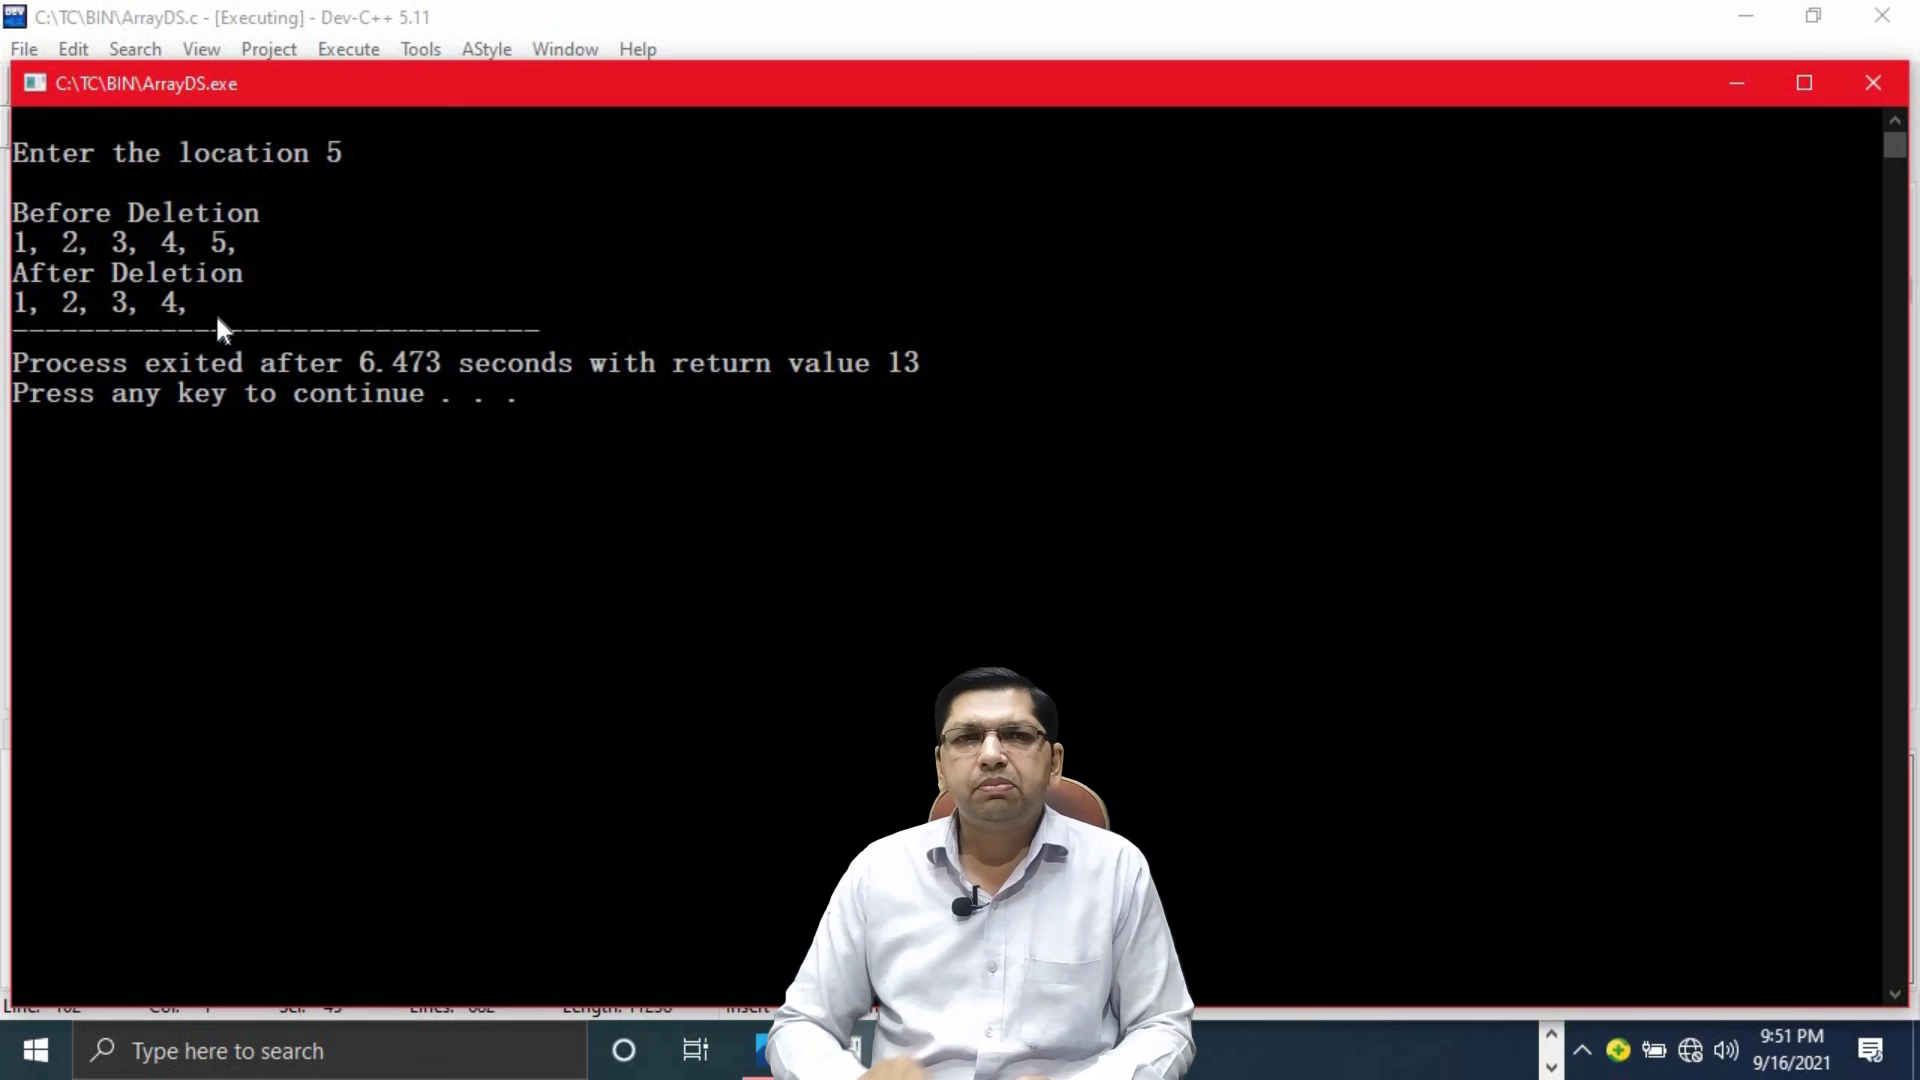 C:\TC\BIN\ArrayDS.c - [Executing] - Dev-C++ 5.11
File Edit Search View Project Execute Tools AStyle Window Help
C:\TC\BIN\ArrayDS.exe
Enter the location 5
Before Deletion
1, 2, 3, 4, 5,
After Deletion
1, 2, 3, 4,
--------------------------------
Process exited after 6.473 seconds with return value 13
Press any key to continue . . .
Type here to search
9:51 PM
9/16/2021